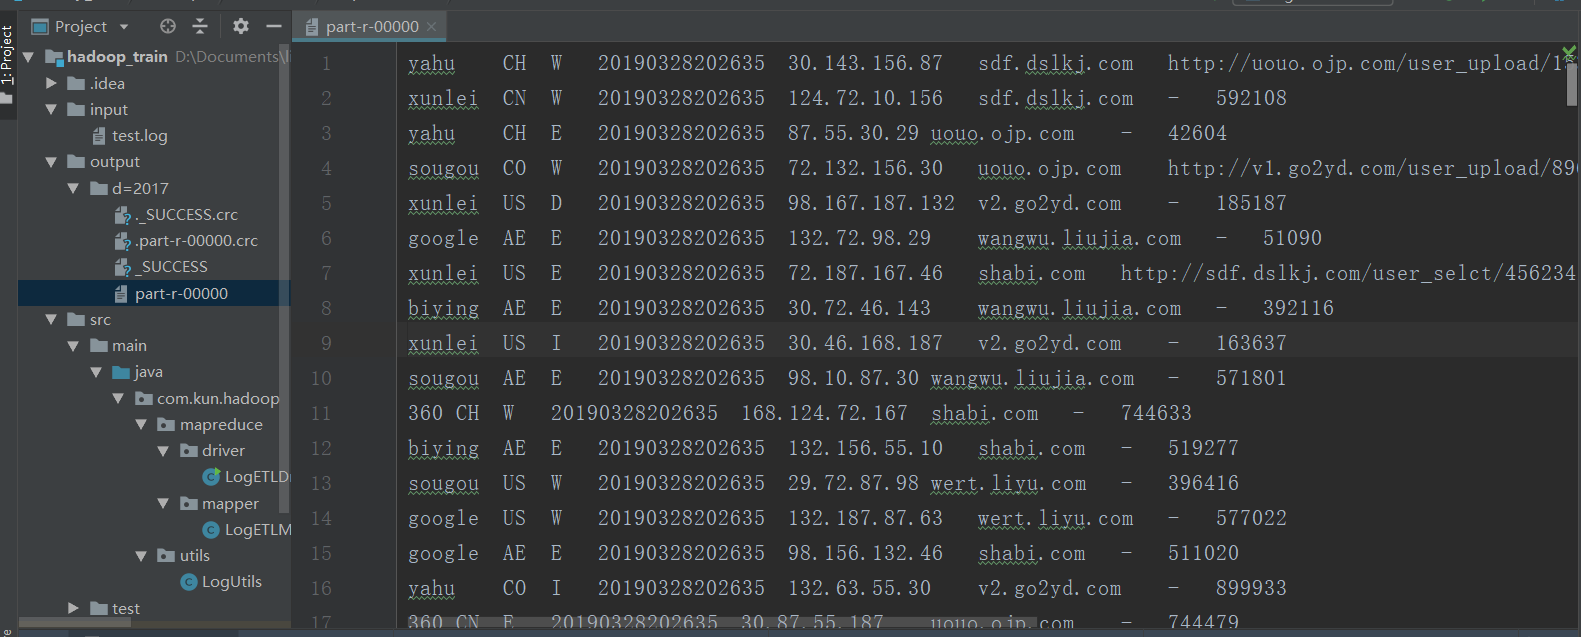 1: Project
Project
part-r-00000
hadoop_train D:\Documents\li
.idea
input
test.log
output
d=2017
._SUCCESS.crc
.part-r-00000.crc
_SUCCESS
part-r-00000
src
main
java
com.kun.hadoop
mapreduce
driver
LogETLD
mapper
LogETLM
utils
LogUtils
test
1 yahu CH W 20190328202635 30.143.156.87 sdf.dslkj.com http://uouo.ojp.com/user_upload/1
2 xunlei CN W 20190328202635 124.72.10.156 sdf.dslkj.com - 592108
3 yahu CH E 20190328202635 87.55.30.29 uouo.ojp.com - 42604
4 sougou CO W 20190328202635 72.132.156.30 uouo.ojp.com http://v1.go2yd.com/user_upload/89
5 xunlei US D 20190328202635 98.167.187.132 v2.go2yd.com - 185187
6 google AE E 20190328202635 132.72.98.29 wangwu.liujia.com - 51090
7 xunlei US E 20190328202635 72.187.167.46 shabi.com http://sdf.dslkj.com/user_selct/456234
8 biying AE E 20190328202635 30.72.46.143 wangwu.liujia.com - 392116
9 xunlei US I 20190328202635 30.46.168.187 v2.go2yd.com - 163637
10 sougou AE E 20190328202635 98.10.87.30 wangwu.liujia.com - 571801
11 360 CH W 20190328202635 168.124.72.167 shabi.com - 744633
12 biying AE E 20190328202635 132.156.55.10 shabi.com - 519277
13 sougou US W 20190328202635 29.72.87.98 wert.liyu.com - 396416
14 google US W 20190328202635 132.187.87.63 wert.liyu.com - 577022
15 google AE E 20190328202635 98.156.132.46 shabi.com - 511020
16 yahu CO I 20190328202635 132.63.55.30 v2.go2yd.com - 899933
17 360 CN E 20190328202635 30.87.55.187 uouo.ojp.com - 744479